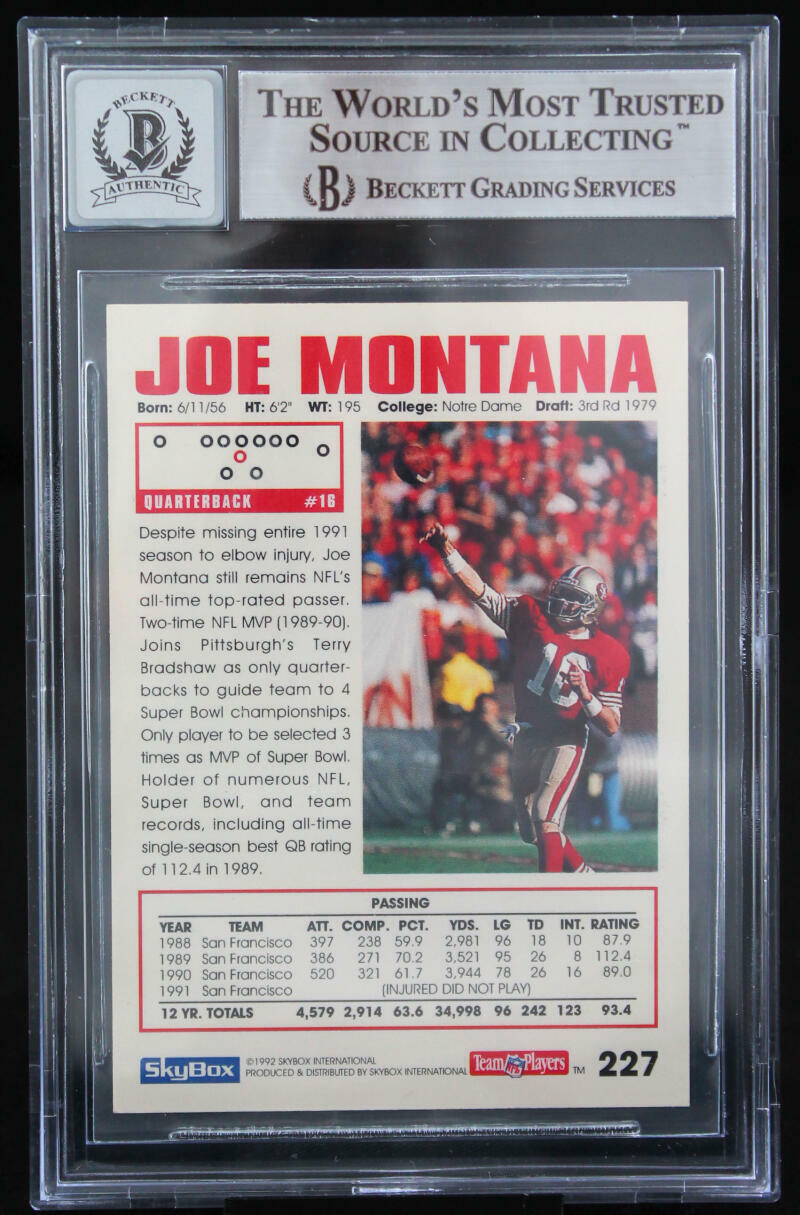 BECKETT
B
AUTHENTIC
THE WORLD'S MOST TRUSTED
SOURCE IN COLLECTING™
B BECKETT GRADING SERVICES
JOE MONTANA
Born: 6/11/56 HT: 6'2" WT: 195 College: Notre Dame Draft: 3rd Rd 1979
QUARTERBACK #16
Despite missing entire 1991
season to elbow injury, Joe
Montana still remains NFL's
all-time top-rated passer.
Two-time NFL MVP (1989-90).
Joins Pittsburgh's Terry
Bradshaw as only quarter-
backs to guide team to 4
Super Bowl championships.
Only player to be selected 3
times as MVP of Super Bowl.
Holder of numerous NFL,
Super Bowl, and team
records, including all-time
single-season best QB rating
of 112.4 in 1989.
16
PASSING
YEAR TEAM ATT. COMP. PCT. YDS. LG TD INT. RATING
1988 San Francisco 397 238 59.9 2,981 96 18 10 87.9
1989 San Francisco 386 271 70.2 3,521 95 26 8 112.4
1990 San Francisco 520 321 61.7 3,944 78 26 16 89.0
1991 San Francisco (INJURED DID NOT PLAY)
12 YR. TOTALS 4,579 2,914 63.6 34,998 96 242 123 93.4
SkyBox ©1992 SKYBOX INTERNATIONAL
PRODUCED & DISTRIBUTED BY SKYBOX INTERNATIONAL Team NFL Players ™ 227